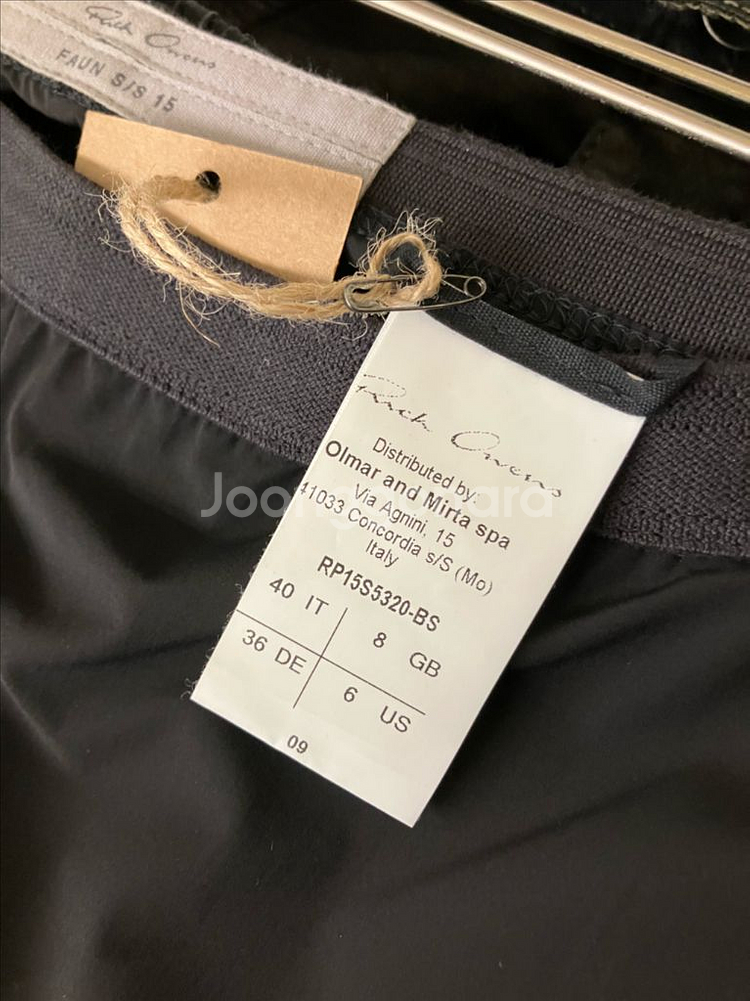 Rick Owens
FAUN S/S 15
Rick Owens
Distributed by:
Olmar and Mirta spa
Via Agnini, 15
41033 Concordia s/S (Mo)
Italy
RP15S5320-BS
40 IT 8 GB
36 DE 6 US
09
Joonggonara